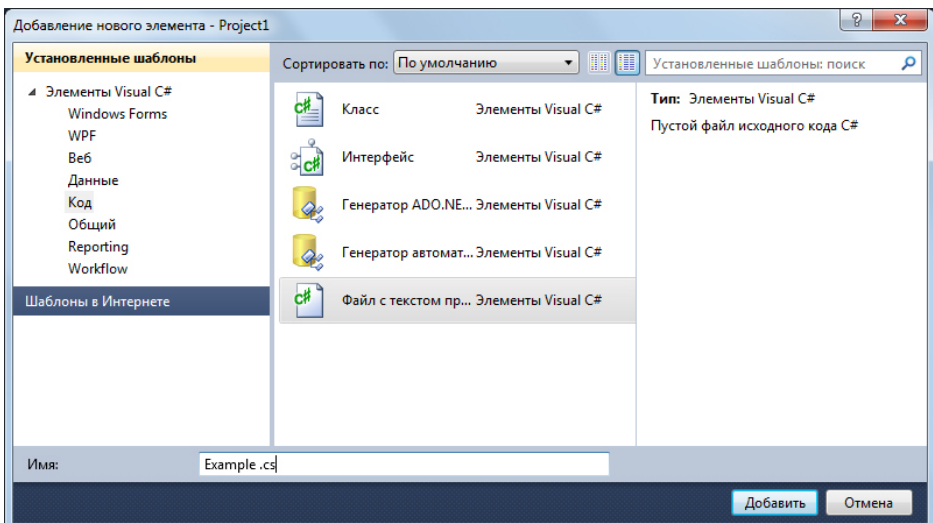 Добавление нового элемента - Project1
Установленные шаблоны
Сортировать по: По умолчанию
Установленные шаблоны: поиск
Элементы Visual C#
Windows Forms
WPF
Веб
Данные
Код
Общий
Reporting
Workflow
Шаблоны в Интернете
Класс Элементы Visual C#
Интерфейс Элементы Visual C#
Генератор ADO.NE... Элементы Visual C#
Генератор автомат... Элементы Visual C#
Файл с текстом пр... Элементы Visual C#
Тип: Элементы Visual C#
Пустой файл исходного кода C#
Имя: Example .cs
Добавить Отмена